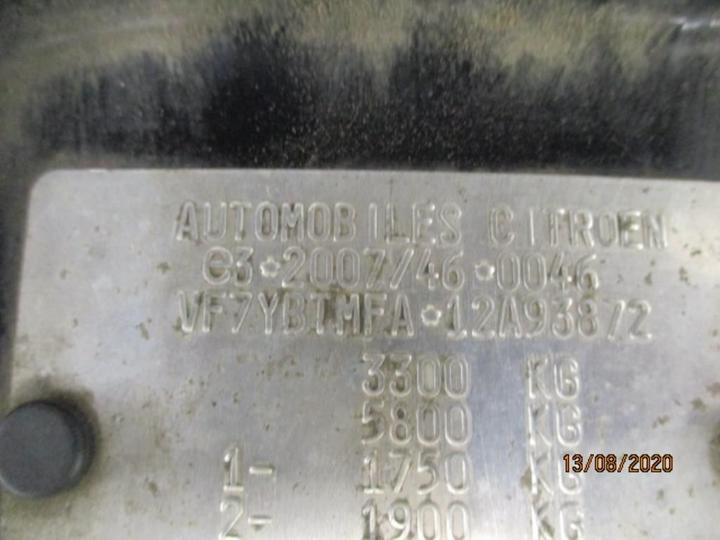 AUTOMOBILES CITROEN
e3*2007/46*0046
VF7YBTMFA*12A93872
3300 KG
5800 KG
1- 1750 KG
2- 1900 KG
13/08/2020